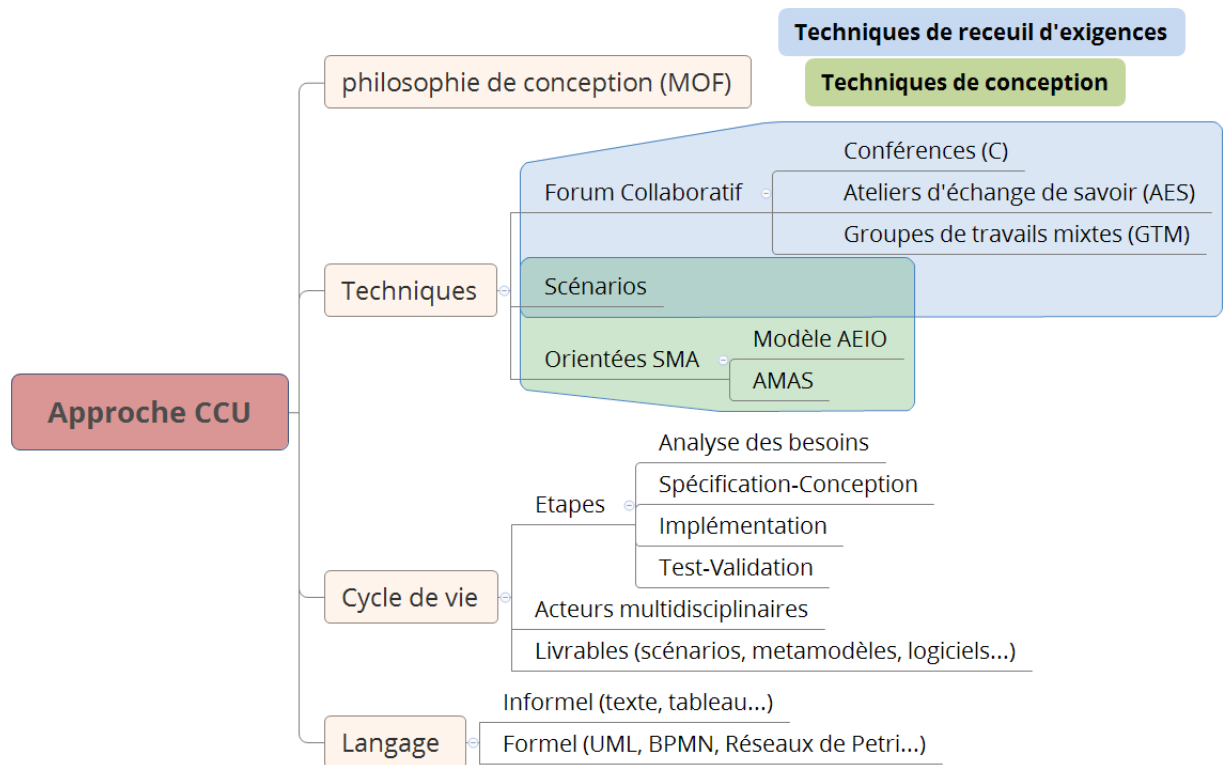 Techniques de receuil d'exigences
Techniques de conception
philosophie de conception (MOF)
Conférences (C)
Forum Collaboratif
Ateliers d'échange de savoir (AES)
Groupes de travails mixtes (GTM)
Techniques
Scénarios
Modèle AEIO
Orientées SMA
AMAS
Approche CCU
Analyse des besoins
Spécification-Conception
Etapes
Implémentation
Test-Validation
Cycle de vie
Acteurs multidisciplinaires
Livrables (scénarios, metamodèles, logiciels...)
Informel (texte, tableau...)
Langage
Formel (UML, BPMN, Réseaux de Petri...)